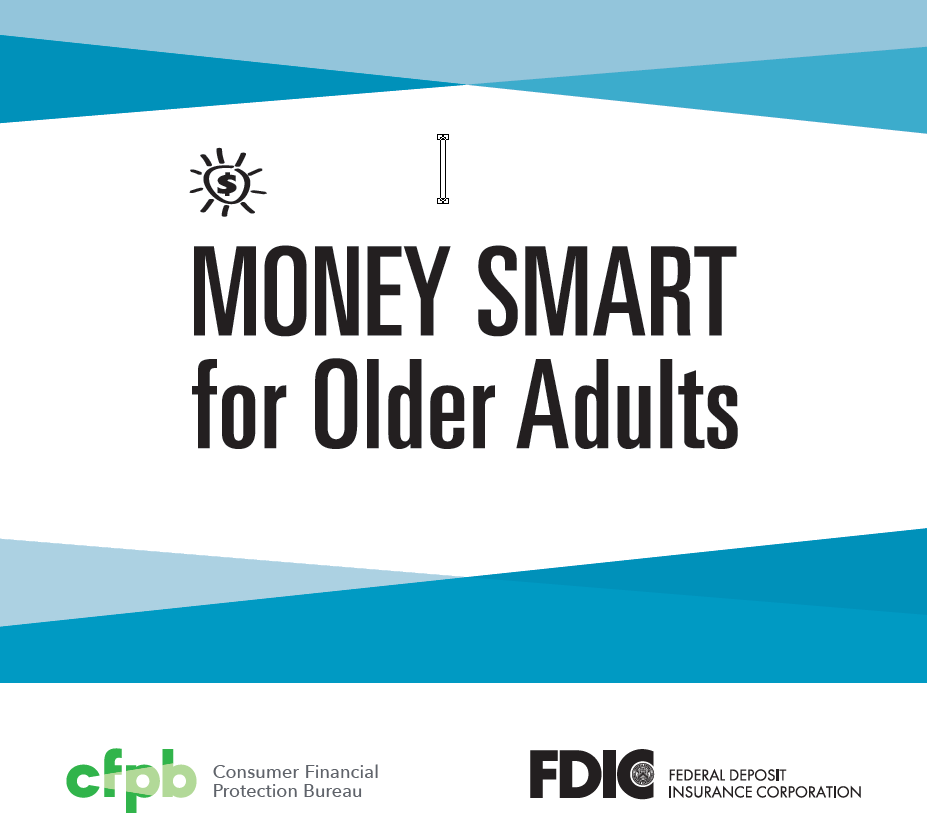 $
MONEY SMART
for Older Adults
cfpb
Consumer Financial
Protection Bureau
FDIC
FEDERAL DEPOSIT
INSURANCE CORPORATION